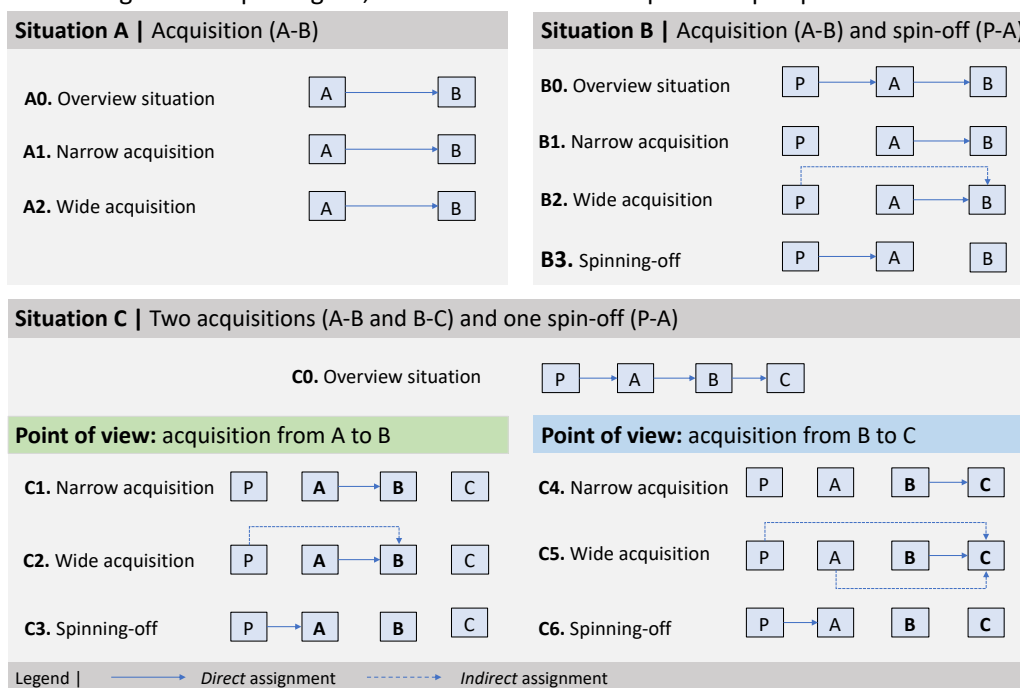 Situation A | Acquisition (A-B)
A0. Overview situation A B
A1. Narrow acquisition A B
A2. Wide acquisition A B
Situation B | Acquisition (A-B) and spin-off (P-A)
B0. Overview situation P A B
B1. Narrow acquisition P A B
B2. Wide acquisition P A B
B3. Spinning-off P A B
Situation C | Two acquisitions (A-B and B-C) and one spin-off (P-A)
C0. Overview situation P A B C
Point of view: acquisition from A to B
C1. Narrow acquisition P A B C
C2. Wide acquisition P A B C
C3. Spinning-off P A B C
Point of view: acquisition from B to C
C4. Narrow acquisition P A B C
C5. Wide acquisition P A B C
C6. Spinning-off P A B C
Legend | Direct assignment Indirect assignment